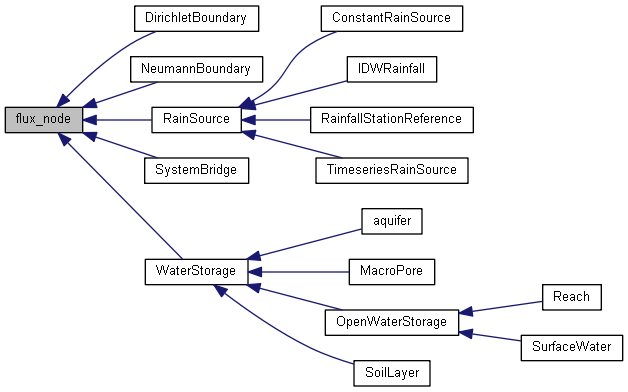 DirichletBoundary
ConstantRainSource
NeumannBoundary
IDWRainfall
flux_node
RainSource
RainfallStationReference
SystemBridge
TimeseriesRainSource
aquifer
WaterStorage
MacroPore
Reach
OpenWaterStorage
SurfaceWater
SoilLayer